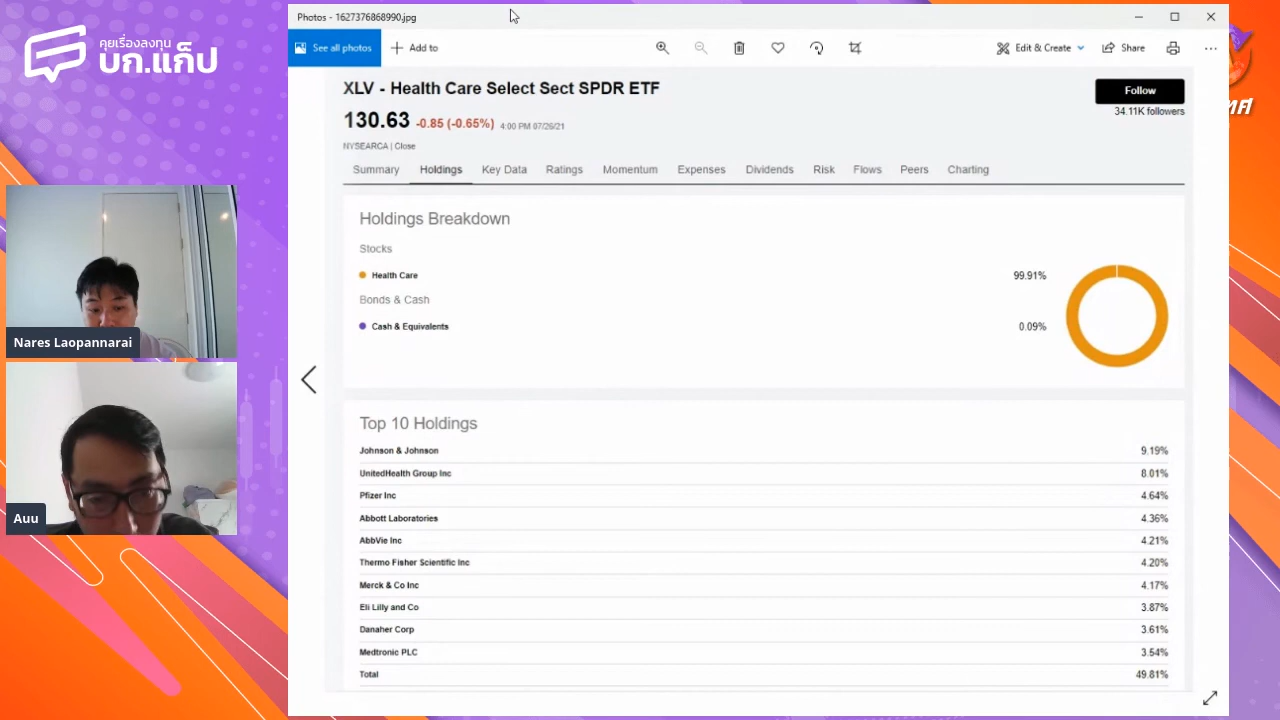 คุยเรื่องลงทุน
บก.แก็ป
Photos - 1627376868990.jpg
See all photos
Add to
Edit & Create
Share
XLV - Health Care Select Sect SPDR ETF
Follow
130.63 -0.85 (-0.65%) 4:00 PM 07/26/21
34.11K followers
NYSEARCA | Close
Summary Holdings Key Data Ratings Momentum Expenses Dividends Risk Flows Peers Charting
Holdings Breakdown
Stocks
Health Care 99.91%
Bonds & Cash
Cash & Equivalents 0.09%
Top 10 Holdings
Johnson & Johnson 9.19%
UnitedHealth Group Inc 8.01%
Pfizer Inc 4.64%
Abbott Laboratories 4.36%
AbbVie Inc 4.21%
Thermo Fisher Scientific Inc 4.20%
Merck & Co Inc 4.17%
Eli Lilly and Co 3.87%
Danaher Corp 3.61%
Medtronic PLC 3.54%
Total 49.81%
Nares Laopannarai
Auu